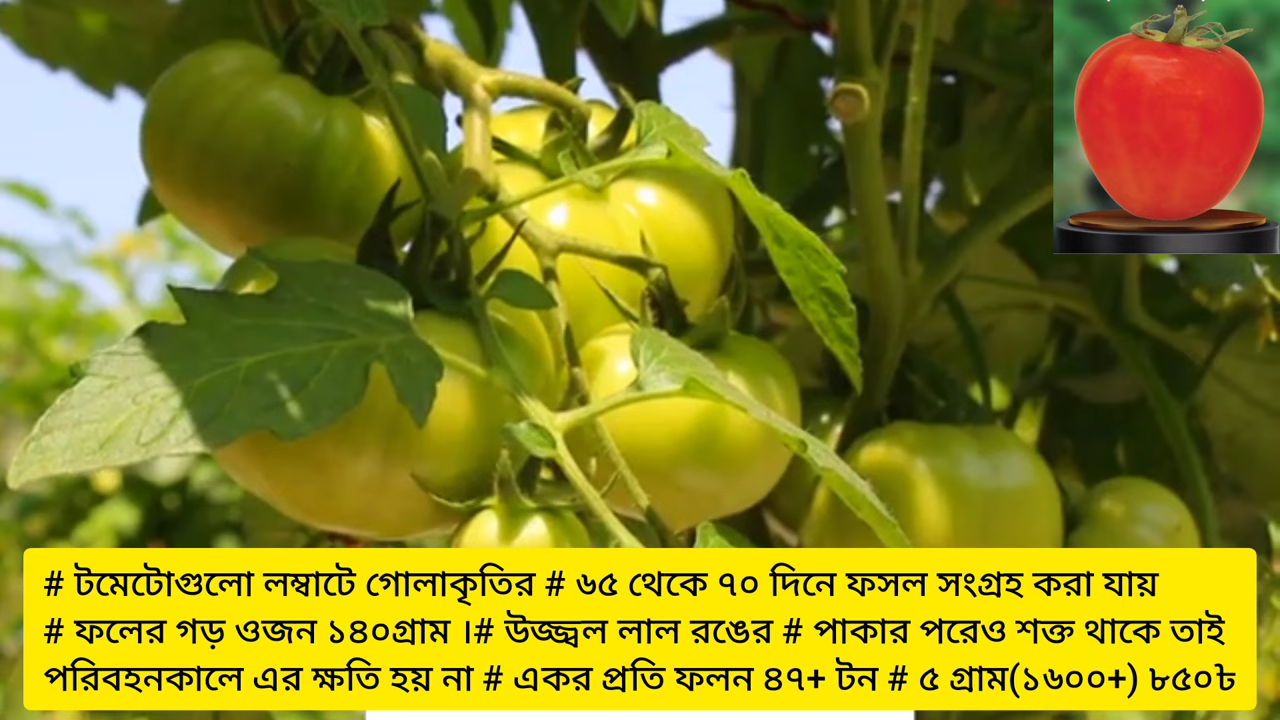 # টমেটোগুলো লম্বাটে গোলাকৃতির # ৬৫ থেকে ৭০ দিনে ফসল সংগ্রহ করা যায়
# ফলের গড় ওজন ১৪০গ্রাম ।# উজ্জ্বল লাল রঙের # পাকার পরেও শক্ত থাকে তাই
পরিবহনকালে এর ক্ষতি হয় না # একর প্রতি ফলন ৪৭+ টন # ৫ গ্রাম(১৬০০+) ৮৫০৳